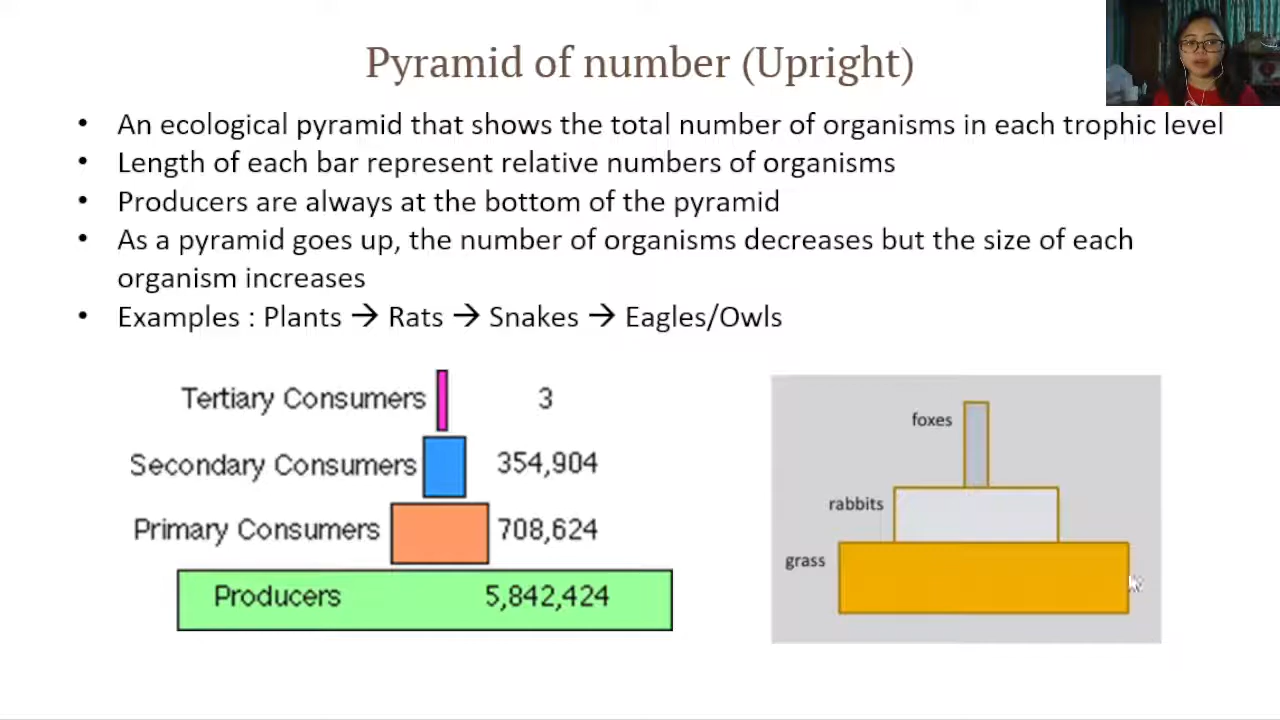 Pyramid of number (Upright)
• An ecological pyramid that shows the total number of organisms in each trophic level
• Length of each bar represent relative numbers of organisms
• Producers are always at the bottom of the pyramid
• As a pyramid goes up, the number of organisms decreases but the size of each
organism increases
• Examples : Plants → Rats → Snakes → Eagles/Owls
Tertiary Consumers 3
Secondary Consumers 354,904
Primary Consumers 708,624
Producers 5,842,424
foxes
rabbits
grass